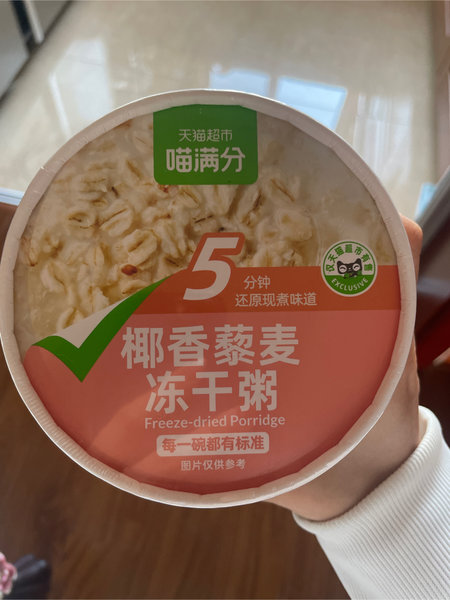 天猫超市
喵满分
5
分钟
还原现煮味道
仅天猫超市有售
EXCLUSIVE
椰香藜麦
冻干粥
Freeze-dried Porridge
每一碗都有标准
图片仅供参考